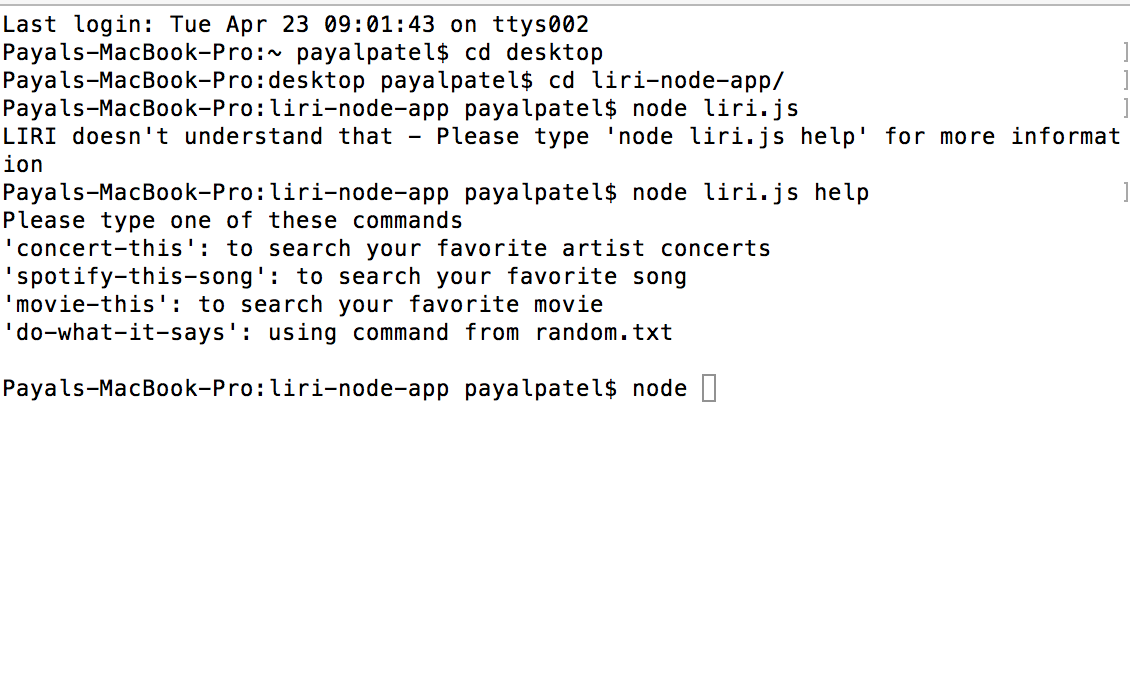 Last login: Tue Apr 23 09:01:43 on ttys002
Payals-MacBook-Pro:~ payalpatel$ cd desktop
Payals-MacBook-Pro:desktop payalpatel$ cd liri-node-app/
Payals-MacBook-Pro:liri-node-app payalpatel$ node liri.js
LIRI doesn't understand that - Please type 'node liri.js help' for more informat
ion
Payals-MacBook-Pro:liri-node-app payalpatel$ node liri.js help
Please type one of these commands
'concert-this': to search your favorite artist concerts
'spotify-this-song': to search your favorite song
'movie-this': to search your favorite movie
'do-what-it-says': using command from random.txt
Payals-MacBook-Pro:liri-node-app payalpatel$ node